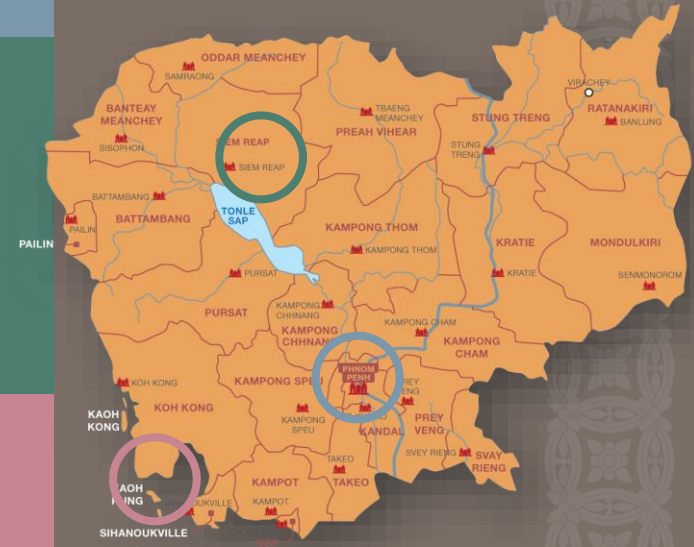 ODDAR MEANCHEY
SAMRAONG
BANTEAY
MEANCHEY
SISOPHON
SIEM REAP
SIEM REAP
TBAENG
MEANCHEY
PREAH VIHEAR
STUNG TRENG
STUNG
TRENG
VIRACHEY
RATANAKIRI
BANLUNG
BATTAMBANG
BATTAMBANG
TONLE
SAP
PAILIN
PAILIN
KAMPONG THOM
KAMPONG THOM
KRATIE
KRATIE
MONDULKIRI
SENMONOROM
PURSAT
PURSAT
KAMPONG
CHHNANG
KAMPONG
CHHNANG
KAMPONG CHAM
KAMPONG
CHAM
PHNOM
PENH
KOH KONG
KOH KONG
KAOH
KONG
KAMPONG SPEU
KAMPONG
SPEU
KANDAL
PREY
VENG
SVEY RIENG
SVAY
RIENG
TAKEO
TAKEO
KAMPOT
KAMPOT
SIHANOUKVILLE
KEP